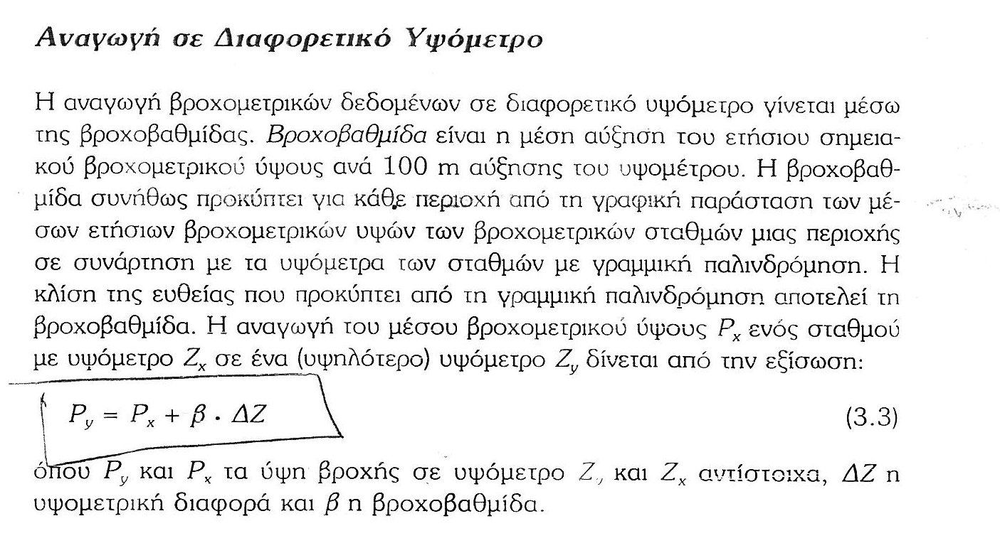 Αναγωγή σε Διαφορετικό Υψόμετρο
Η αναγωγή βροχομετρικών δεδομένων σε διαφορετικό υψόμετρο γίνεται μέσω
της βροχοβαθμίδας. Βροχοβαθμίδα είναι η μέση αύξηση του ετήσιου σημεια-
κού βροχομετρικού ύψους ανά 100 m αύξησης του υψομέτρου. Η βροχοβαθ-
μίδα συνήθως προκύπτει για κάθε περιοχή από τη γραφική παράσταση των μέ-
σων ετήσιων βροχομετρικών υψών των βροχομετρικών σταθμών μιας περιοχής
σε συνάρτηση με τα υψόμετρα των σταθμών με γραμμική παλινδρόμηση. Η
κλίση της ευθείας που προκύπτει από τη γραμμική παλινδρόμηση αποτελεί τη
βροχοβαθμίδα. Η αναγωγή του μέσου βροχομετρικού ύψους Pₓ ενός σταθμού
με υψόμετρο Zₓ σε ένα (υψηλότερο) υψόμετρο Z_y δίνεται από την εξίσωση:
P_y = Pₓ + β · ΔZ (3.3)
όπου P_y και Pₓ τα ύψη βροχής σε υψόμετρο Z_y και Zₓ αντίστοιχα, ΔZ η
υψομετρική διαφορά και β η βροχοβαθμίδα.